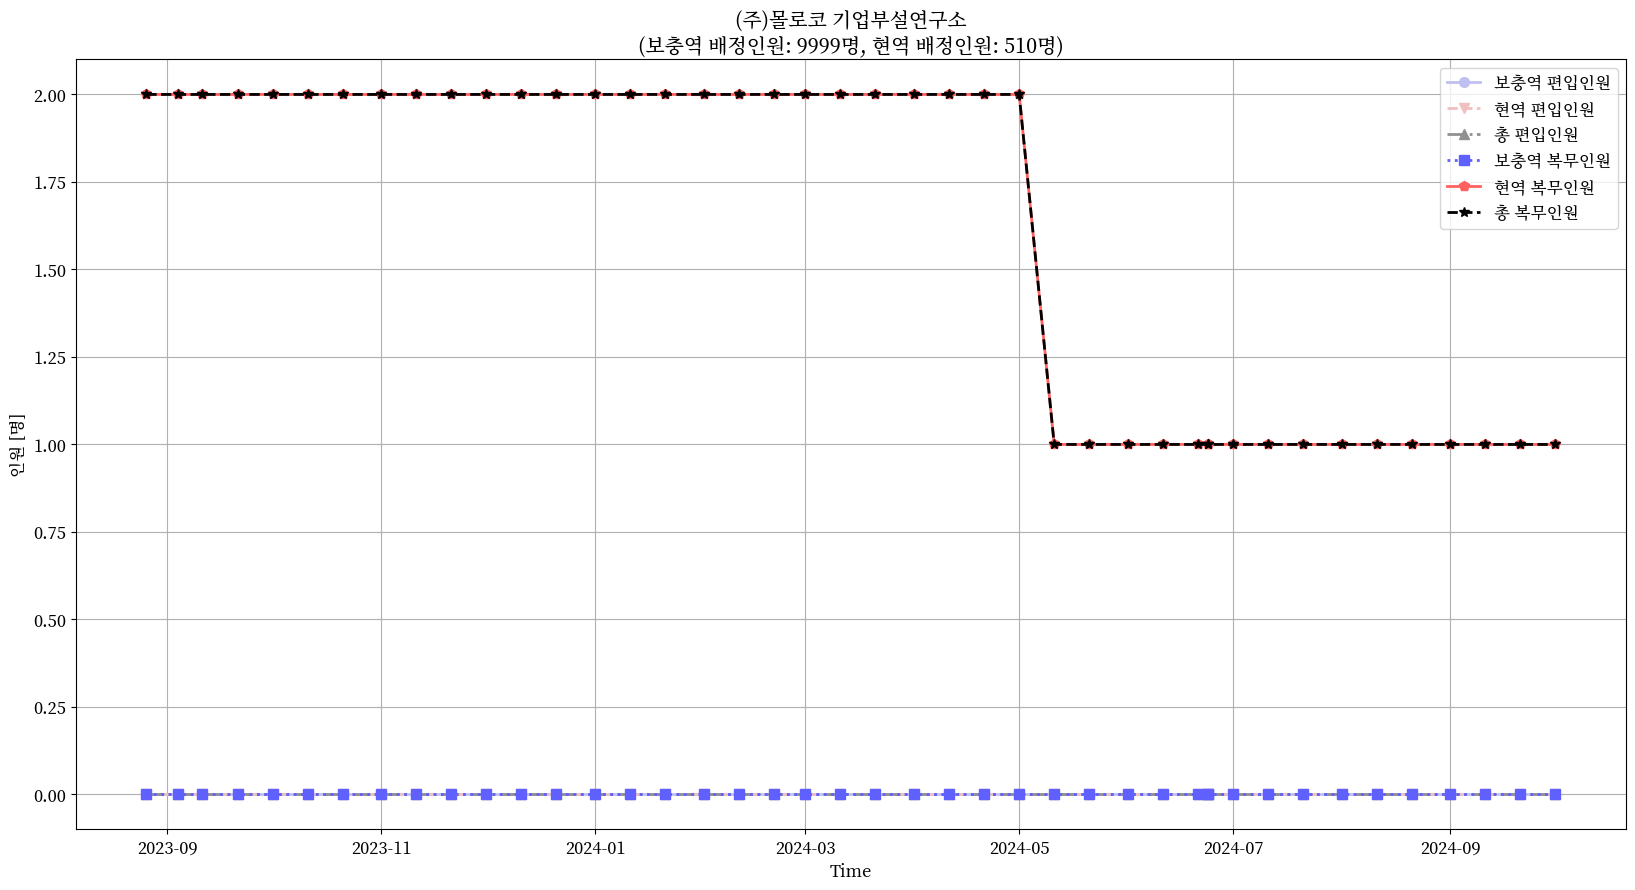 (주)몰로코 기업부설연구소
(보충역 배정인원: 9999명, 현역 배정인원: 510명)
보충역 편입인원
현역 편입인원
총 편입인원
보충역 복무인원
현역 복무인원
총 복무인원
인원 [명]
2.00
1.75
1.50
1.25
1.00
0.75
0.50
0.25
0.00
2023-09
2023-11
2024-01
2024-03
2024-05
2024-07
2024-09
Time